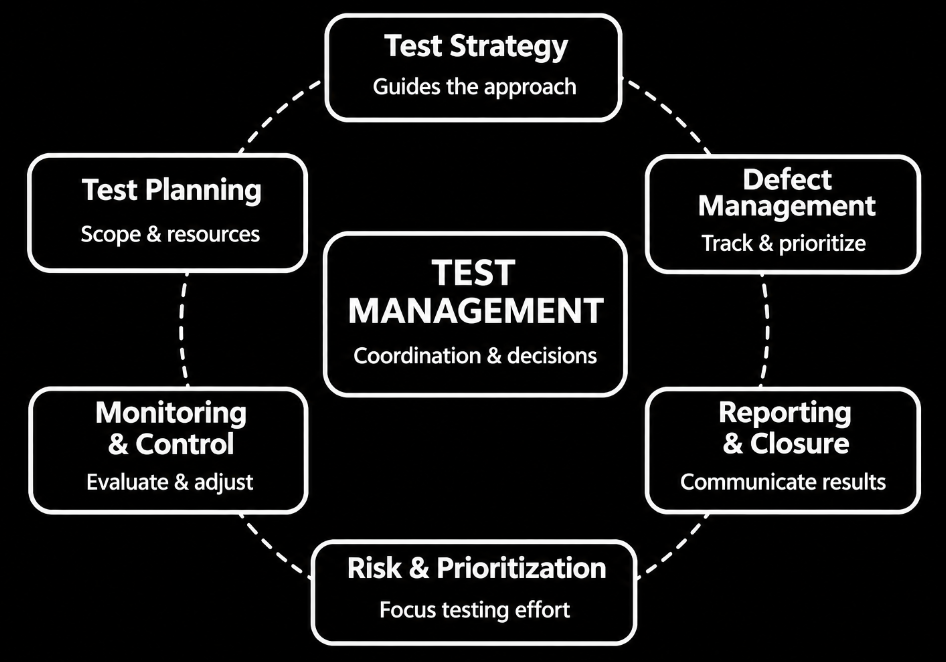 Test Strategy
Guides the approach
Test Planning
Scope & resources
Defect
Management
Track & prioritize
TEST
MANAGEMENT
Coordination & decisions
Monitoring
& Control
Evaluate & adjust
Reporting
& Closure
Communicate results
Risk & Prioritization
Focus testing effort